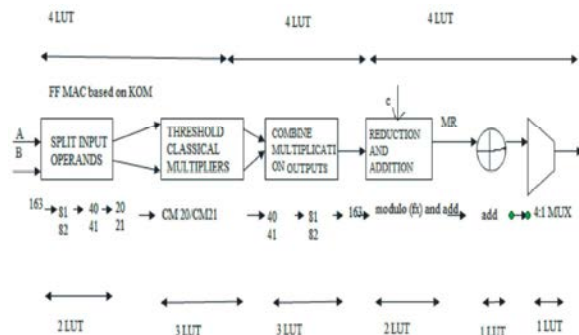 4 LUT
4 LUT
4 LUT
FF MAC based on KOM
A
B
SPLIT INPUT
OPERANDS
THRESHOLD
CLASSICAL
MULTIPLIERS
COMBINE
MULTIPLICATI
ON OUTPUTS
c
REDUCTION
AND
ADDITION
MR
163
81
82
40
41
20
21
CM 20/CM21
40
41
81
82
163
modulo (fx) and add
add
4:1 MUX
2 LUT
3 LUT
3 LUT
2 LUT
1 LUT
1 LUT